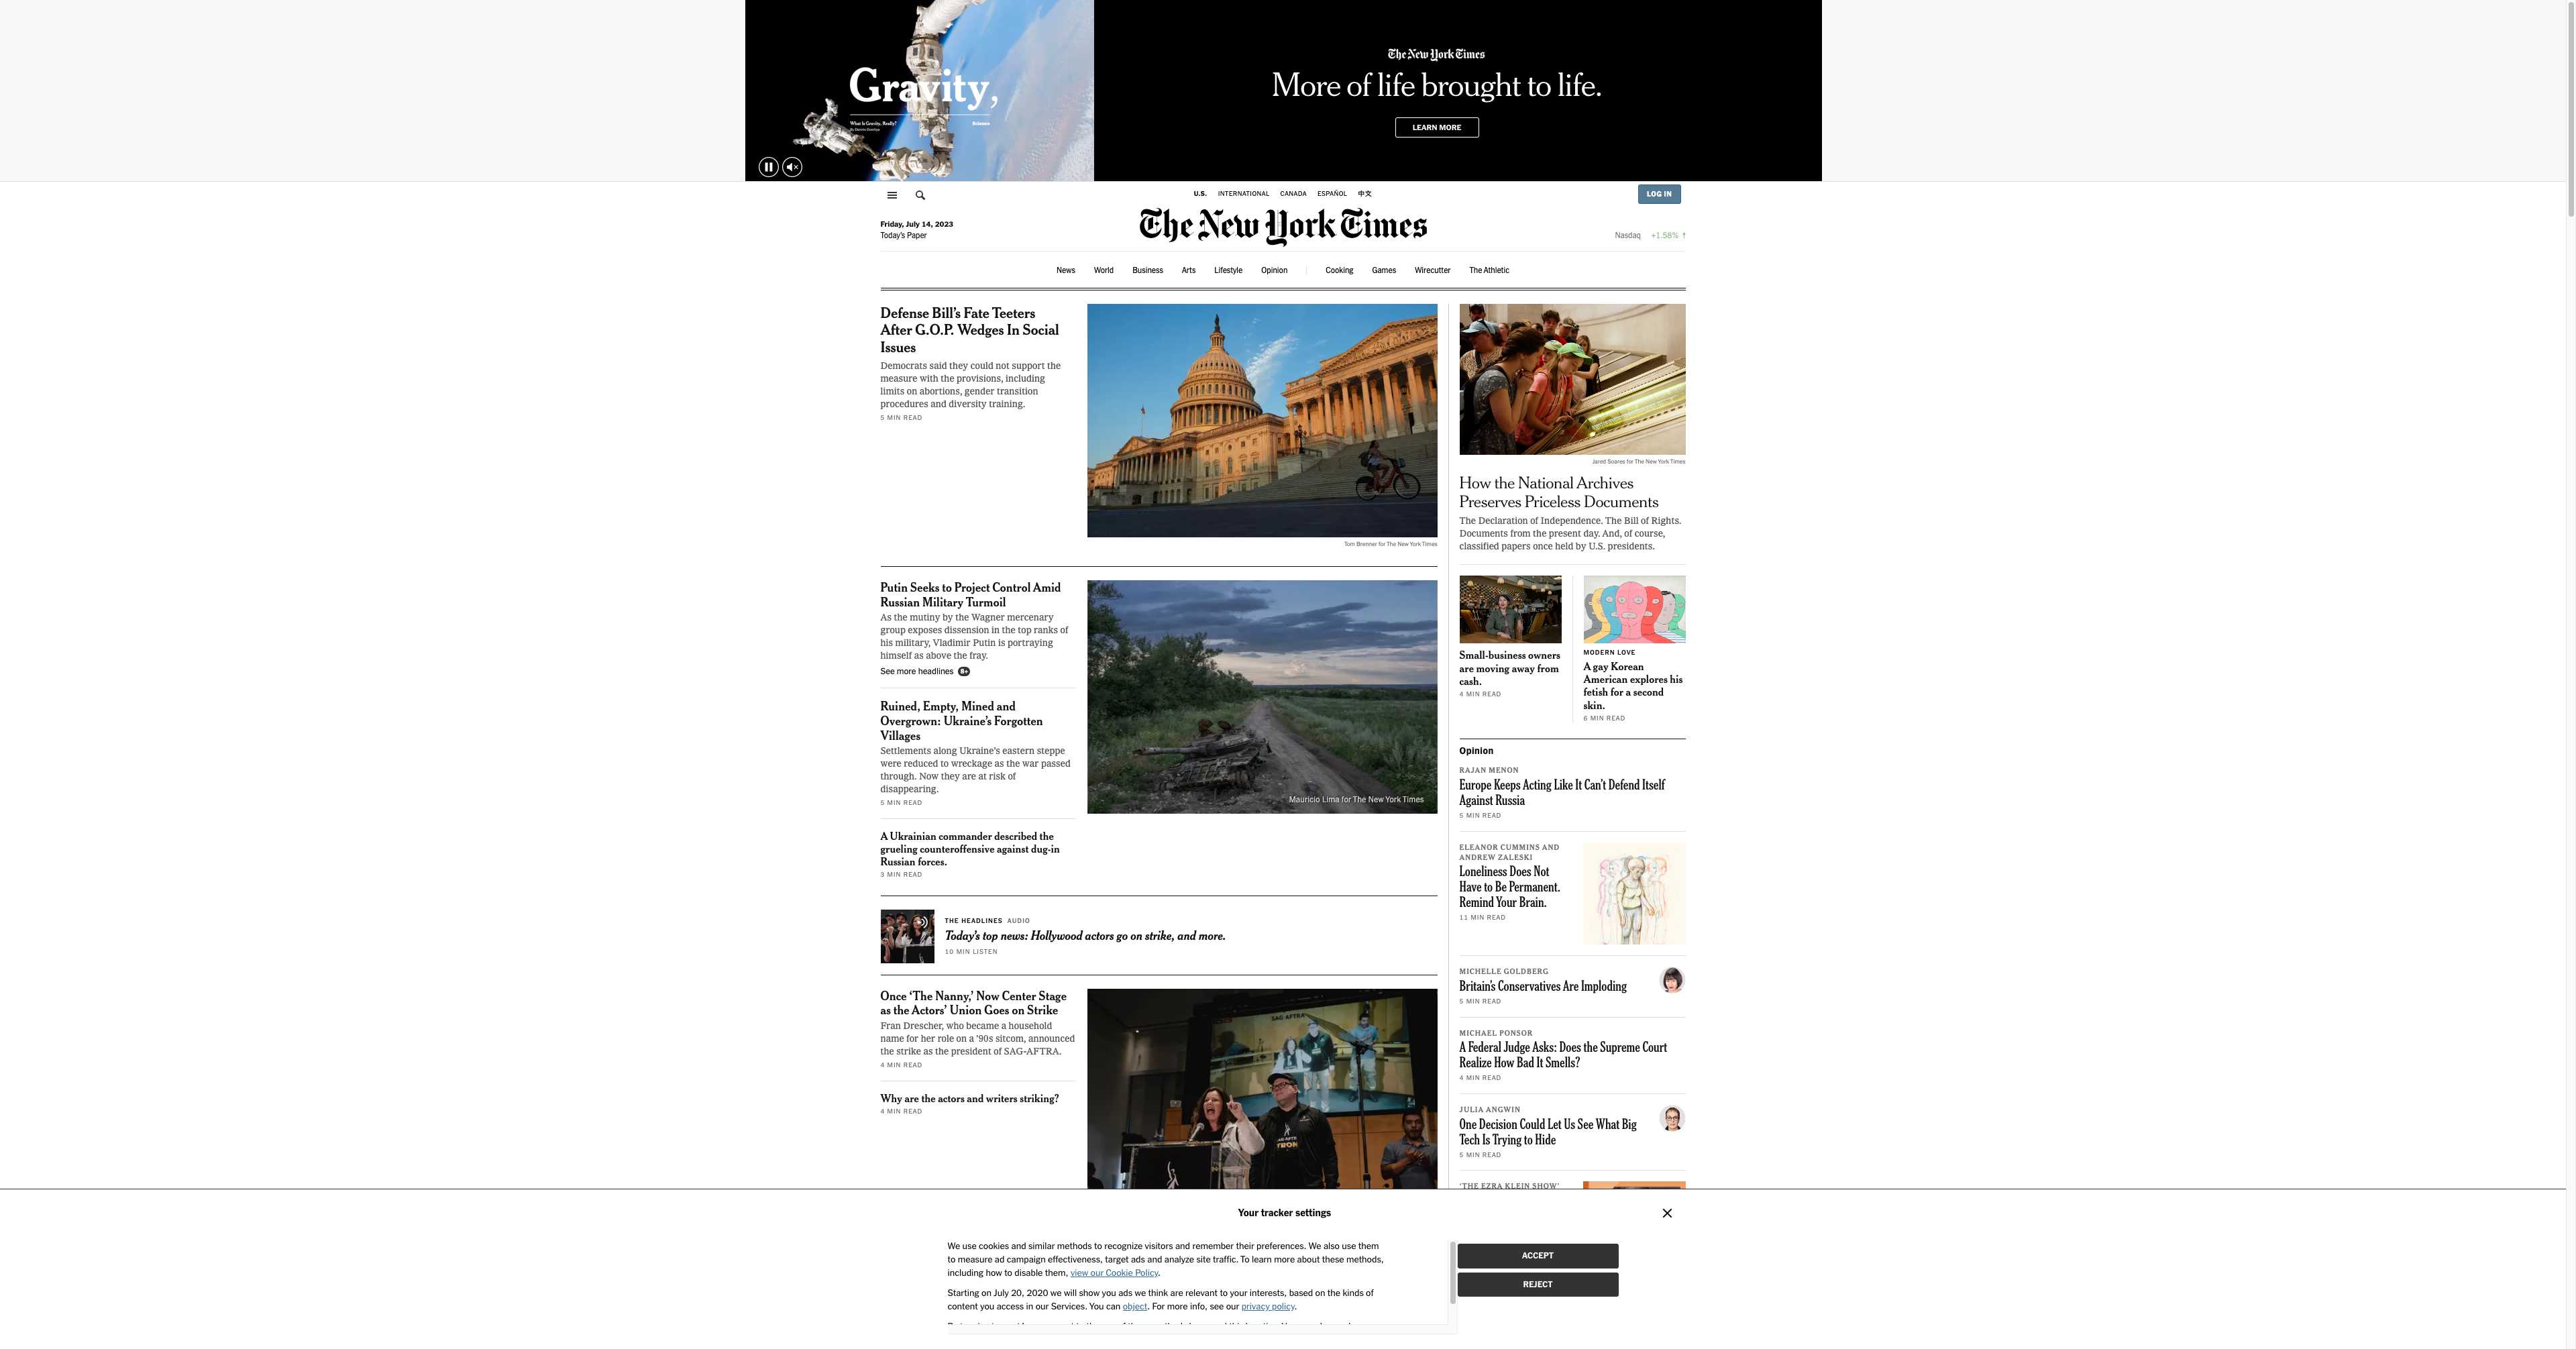 Gravity,
What Is Gravity, Really?
By Dennis Overbye
Science
The New York Times
More of life brought to life.
LEARN MORE
U.S. INTERNATIONAL CANADA ESPAÑOL 中文
LOG IN
Friday, July 14, 2023
Today's Paper
The New York Times
Nasdaq +1.58% ↑
News World Business Arts Lifestyle Opinion Cooking Games Wirecutter The Athletic
Defense Bill's Fate Teeters
After G.O.P. Wedges In Social
Issues
Democrats said they could not support the
measure with the provisions, including
limits on abortions, gender transition
procedures and diversity training.
5 MIN READ
Tom Brenner for The New York Times
Putin Seeks to Project Control Amid
Russian Military Turmoil
As the mutiny by the Wagner mercenary
group exposes dissension in the top ranks of
his military, Vladimir Putin is portraying
himself as above the fray.
See more headlines 9+
Ruined, Empty, Mined and
Overgrown: Ukraine's Forgotten
Villages
Settlements along Ukraine's eastern steppe
were reduced to wreckage as the war passed
through. Now they are at risk of
disappearing.
5 MIN READ
Mauricio Lima for The New York Times
A Ukrainian commander described the
grueling counteroffensive against dug-in
Russian forces.
3 MIN READ
THE HEADLINES AUDIO
Today's top news: Hollywood actors go on strike, and more.
10 MIN LISTEN
Once 'The Nanny,' Now Center Stage
as the Actors' Union Goes on Strike
Fran Drescher, who became a household
name for her role on a '90s sitcom, announced
the strike as the president of SAG-AFTRA.
4 MIN READ
Why are the actors and writers striking?
4 MIN READ
SAG-AFTRA
TRON
Jared Soares for The New York Times
How the National Archives
Preserves Priceless Documents
The Declaration of Independence. The Bill of Rights.
Documents from the present day. And, of course,
classified papers once held by U.S. presidents.
Small-business owners
are moving away from
cash.
4 MIN READ
MODERN LOVE
A gay Korean
American explores his
fetish for a second
skin.
6 MIN READ
Opinion
RAJAN MENON
Europe Keeps Acting Like It Can't Defend Itself
Against Russia
5 MIN READ
ELEANOR CUMMINS AND
ANDREW ZALESKI
Loneliness Does Not
Have to Be Permanent.
Remind Your Brain.
11 MIN READ
MICHELLE GOLDBERG
Britain's Conservatives Are Imploding
5 MIN READ
MICHAEL PONSOR
A Federal Judge Asks: Does the Supreme Court
Realize How Bad It Smells?
4 MIN READ
JULIA ANGWIN
One Decision Could Let Us See What Big
Tech Is Trying to Hide
5 MIN READ
'THE EZRA KLEIN SHOW'
Your tracker settings
We use cookies and similar methods to recognize visitors and remember their preferences. We also use them
to measure ad campaign effectiveness, target ads and analyze site traffic. To learn more about these methods,
including how to disable them, view our Cookie Policy.
Starting on July 20, 2020 we will show you ads we think are relevant to your interests, based on the kinds of
content you access in our Services. You can object. For more info, see our privacy policy.
ACCEPT
REJECT